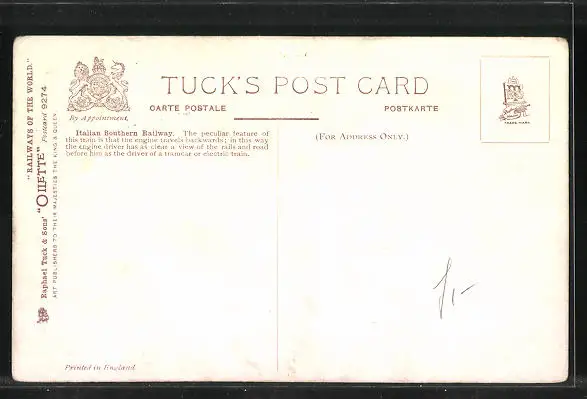 TUCK'S POST CARD
CARTE POSTALE
POSTKARTE
By Appointment.
(FOR ADDRESS ONLY.)
TRADE MARK
Italian Southern Railway. The peculiar feature of
this train is that the engine travels backwards; in this way
the engine driver has as clear a view of the rails and road
before him as the driver of a tramcar or electric train.
"RAILWAYS OF THE WORLD."
Raphael Tuck & Sons' "OILETTE" Postcard 9274
ART PUBLISHERS TO THEIR MAJESTIES THE KING & QUEEN
Printed in England.